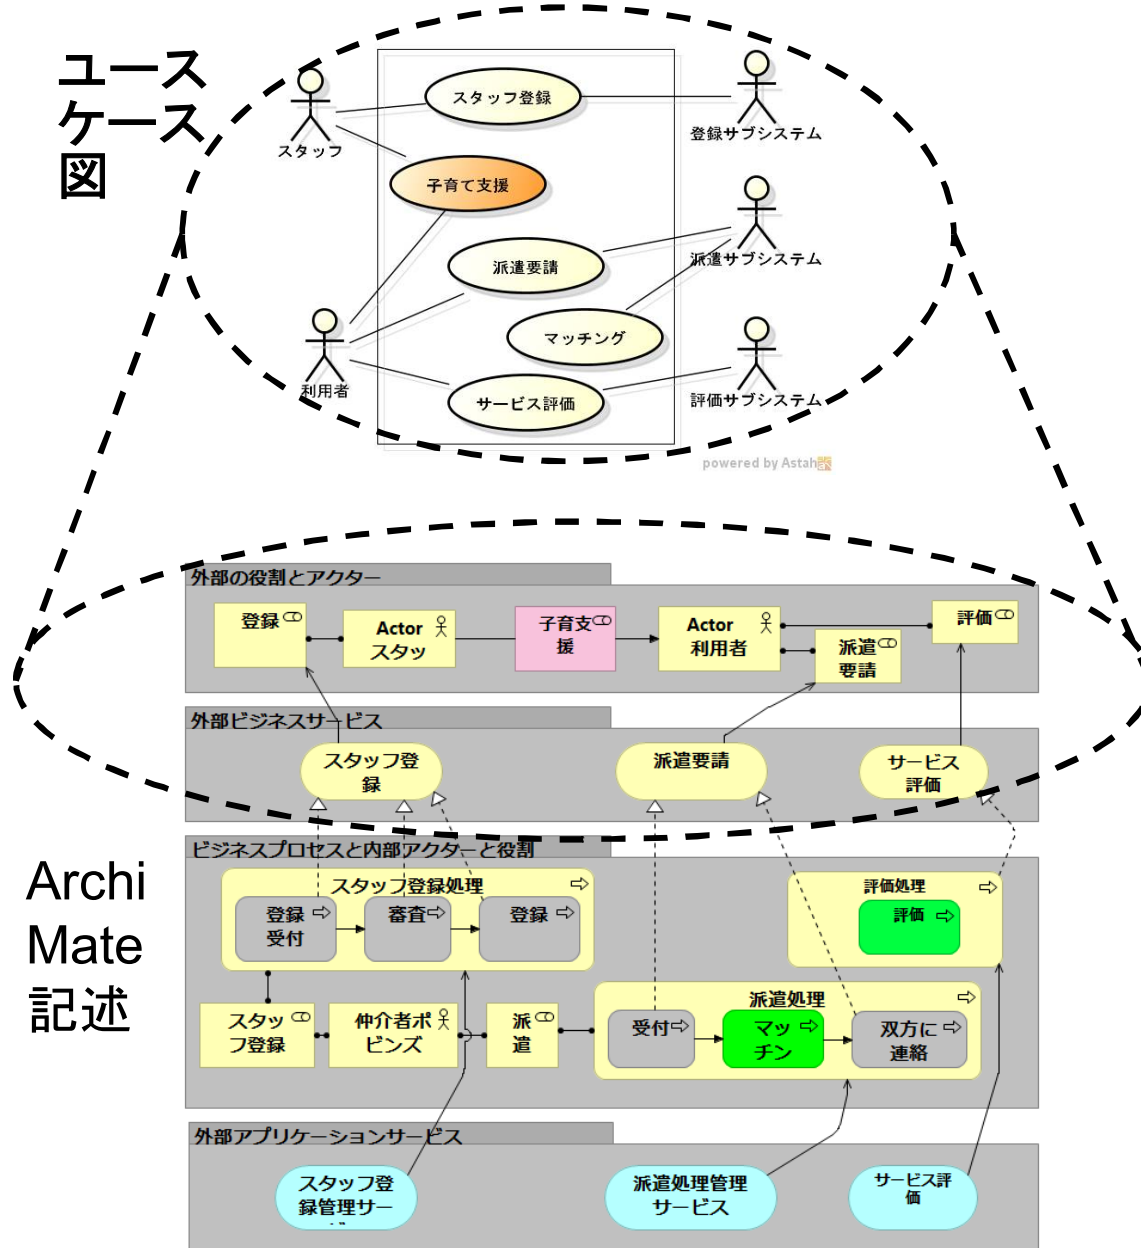 ユース
ケース
図
スタッフ登録
スタッフ
登録サブシステム
子育て支援
派遣要請
派遣サブシステム
マッチング
利用者
サービス評価
評価サブシステム
powered by Astah
外部の役割とアクター
登録
Actor
スタッ
子育支
援
Actor
利用者
派遣
要請
評価
外部ビジネスサービス
スタッフ登
録
派遣要請
サービス
評価
Archi
Mate
記述
ビジネスプロセスと内部アクターと役割
スタッフ登録処理
登録
受付
審査
登録
評価処理
評価
スタッ
フ登録
仲介者ポ
ビンズ
派
遣
派遣処理
受付
マッ
チン
双方に
連絡
外部アプリケーションサービス
スタッフ登
録管理サー
派遣処理管理
サービス
サービス評
価